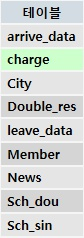 테이블
arrive_data
charge
City
Double_res
leave_data
Member
News
Sch_dou
Sch_sin